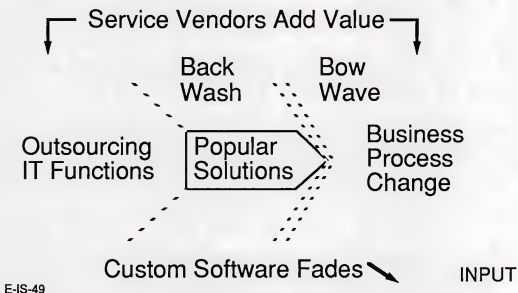 Service Vendors Add Value
Back
Wash
Bow
Wave
Outsourcing
IT Functions
Popular
Solutions
Business
Process
Change
Custom Software Fades
INPUT
E-IS-49